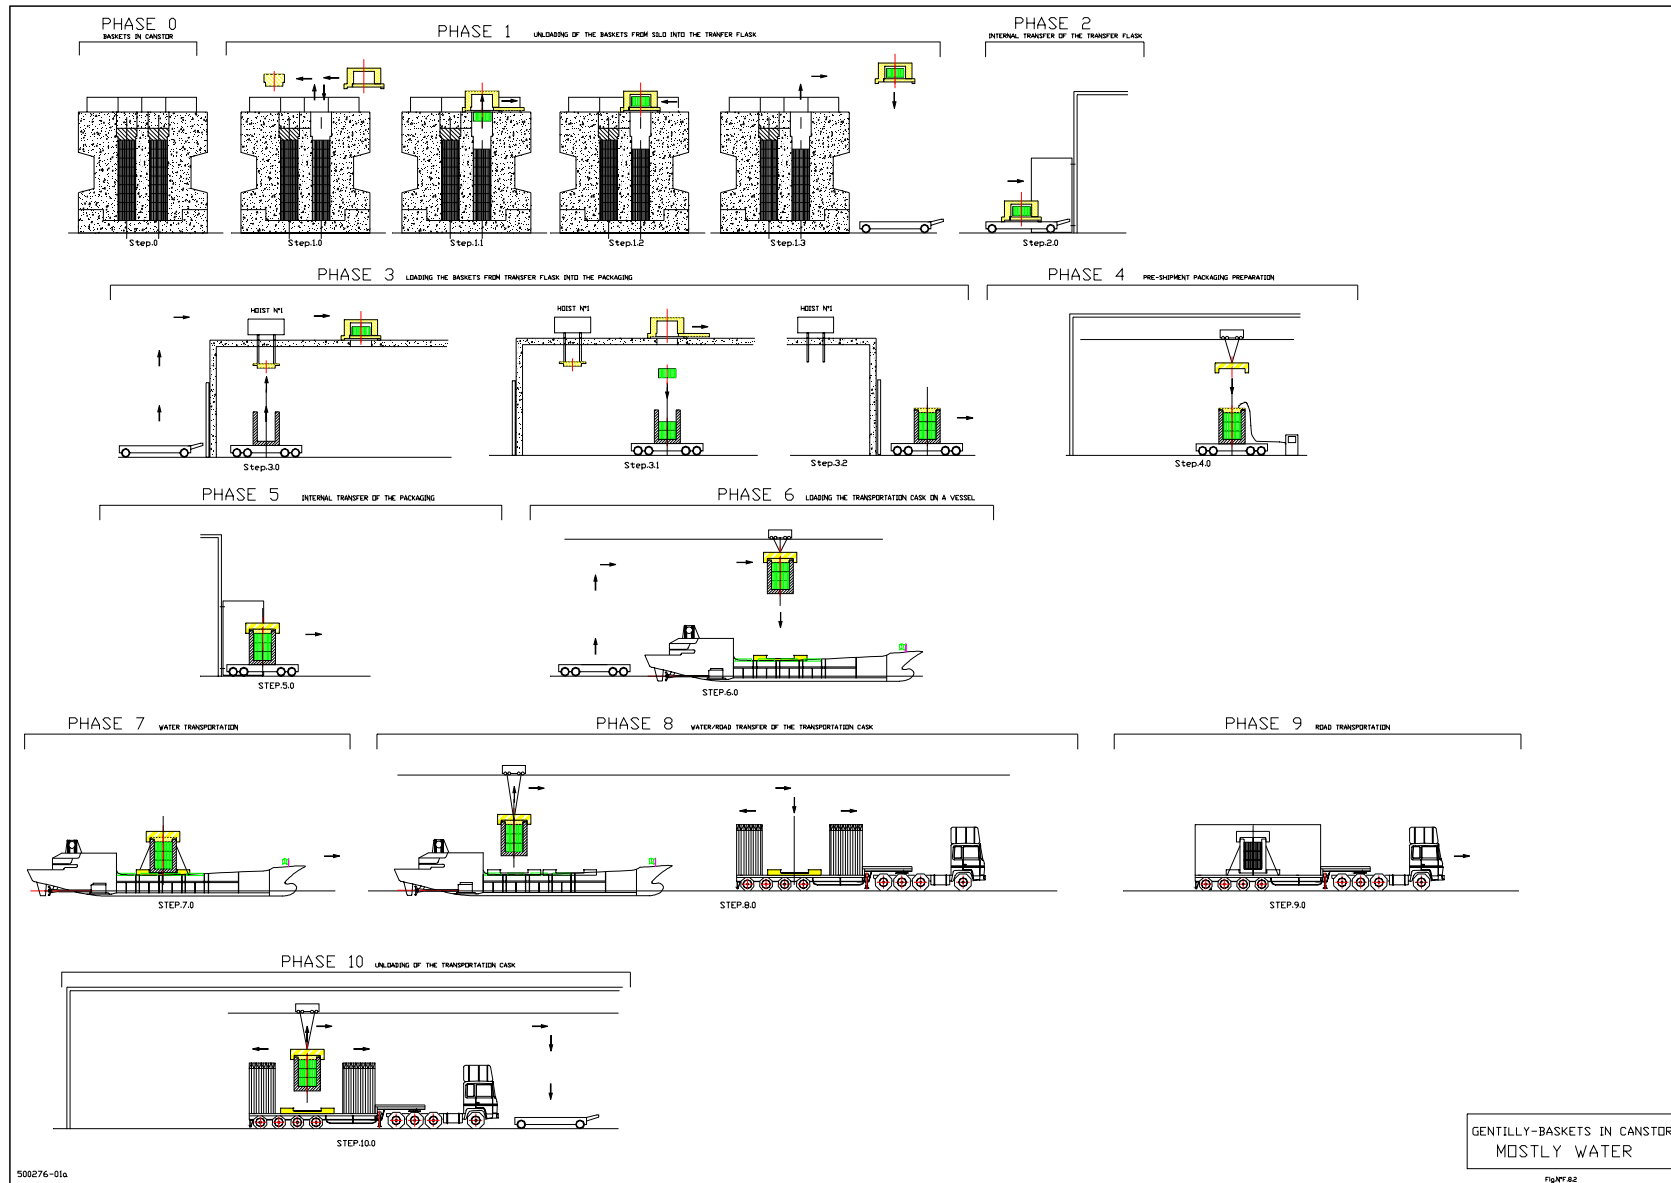 PHASE 0
BASKETS IN CANSTOR
PHASE 1 UNLOADING OF THE BASKETS FROM SILO INTO THE TRANFER FLASK
PHASE 2
INTERNAL TRANSFER OF THE TRANSFER FLASK
Step.0
Step.1.0
Step.1.1
Step.1.2
Step.1.3
Step.2.0
PHASE 3 LOADING THE BASKETS FROM TRANSFER FLASK INTO THE PACKAGING
PHASE 4 PRE-SHIPMENT PACKAGING PREPARATION
HOIST N°1
HOIST N°1
HOIST N°1
Step.3.0
Step.3.1
Step.3.2
Step.4.0
PHASE 5 INTERNAL TRANSFER OF THE PACKAGING
PHASE 6 LOADING THE TRANSPORTATION CASK ON A VESSEL
STEP.5.0
STEP.6.0
PHASE 7 WATER TRANSPORTATION
PHASE 8 WATER/ROAD TRANSFER OF THE TRANSPORTATION CASK
PHASE 9 ROAD TRANSPORTATION
STEP.7.0
STEP.8.0
STEP.9.0
PHASE 10 UNLOADING OF THE TRANSPORTATION CASK
STEP.10.0
GENTILLY-BASKETS IN CANSTOR
MOSTLY WATER
500276-01a
Fig.N°F.8.2